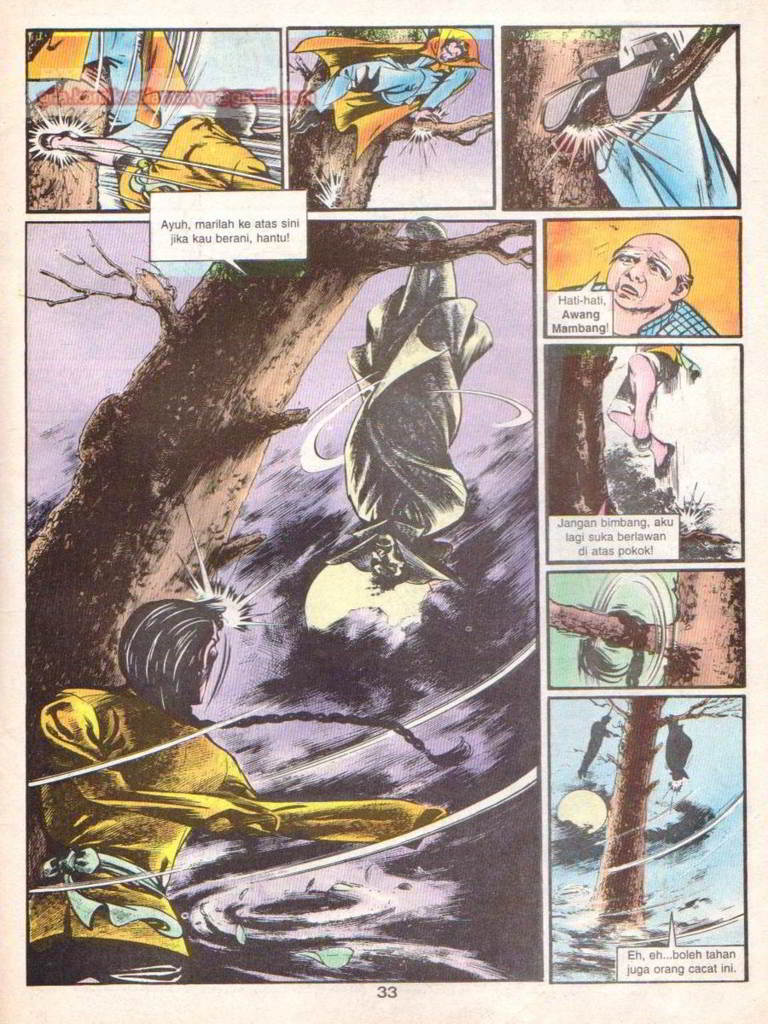 Ayuh, marilah ke atas sini
jika kau berani, hantu!
Hati-hati,
Awang
Mambang!
Jangan bimbang, aku
lagi suka berlawan
di atas pokok!
Eh, eh...boleh tahan
juga orang cacat ini.
33